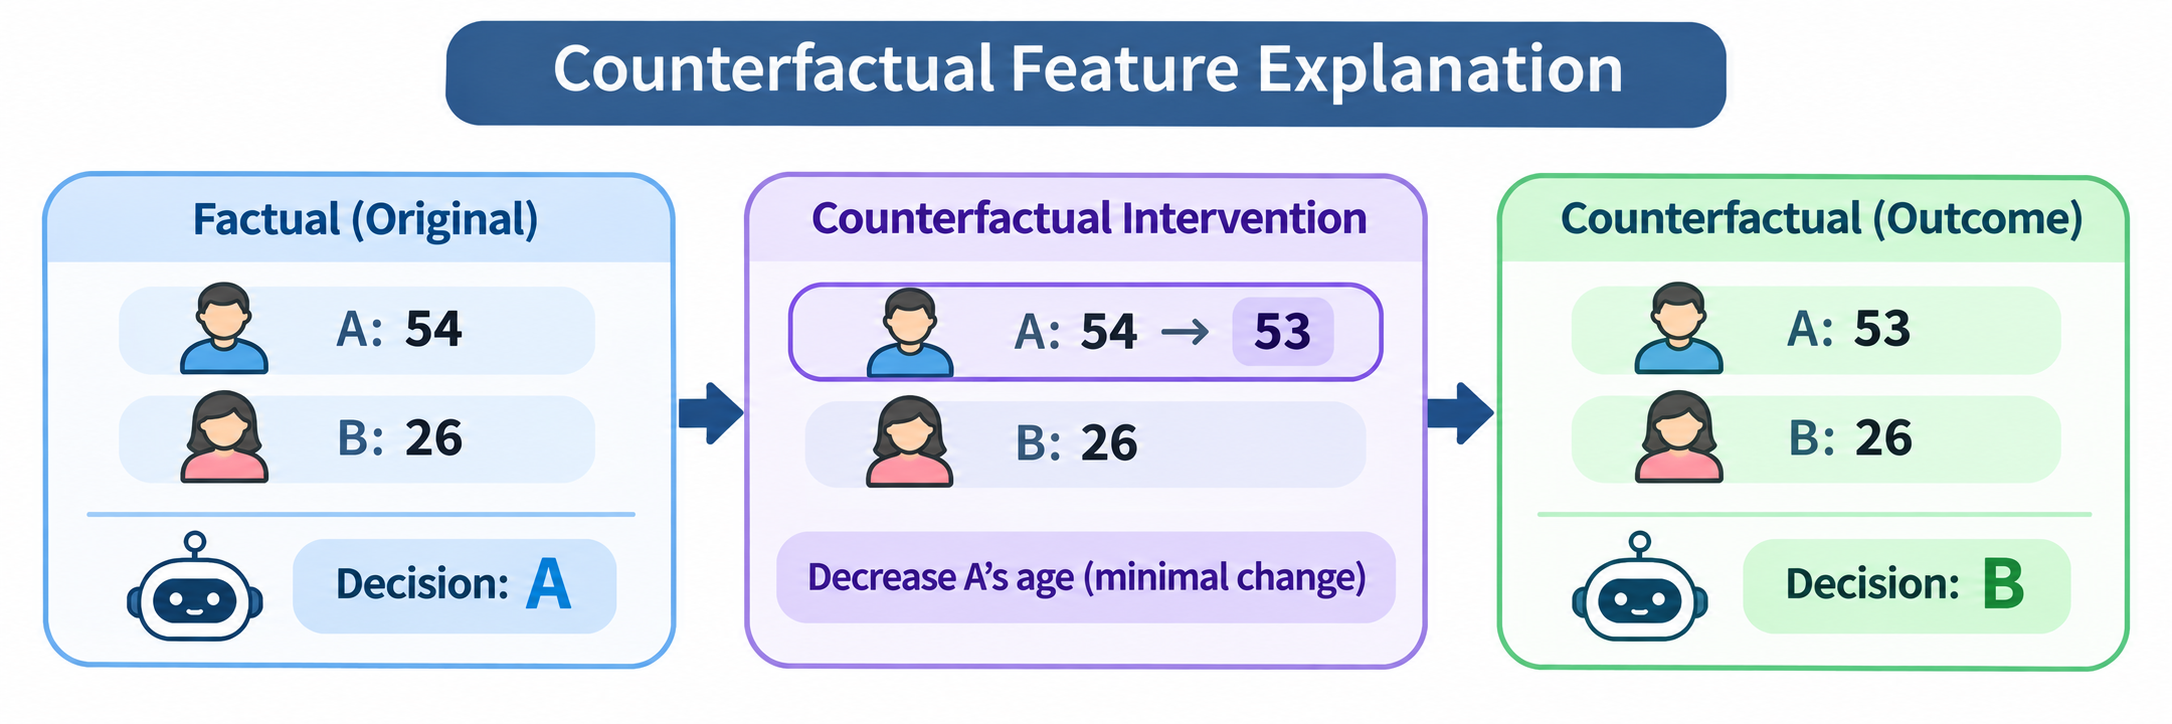 Counterfactual Feature Explanation
Factual (Original)
A: 54
B: 26
Decision: A
Counterfactual Intervention
A: 54 → 53
B: 26
Decrease A’s age (minimal change)
Counterfactual (Outcome)
A: 53
B: 26
Decision: B